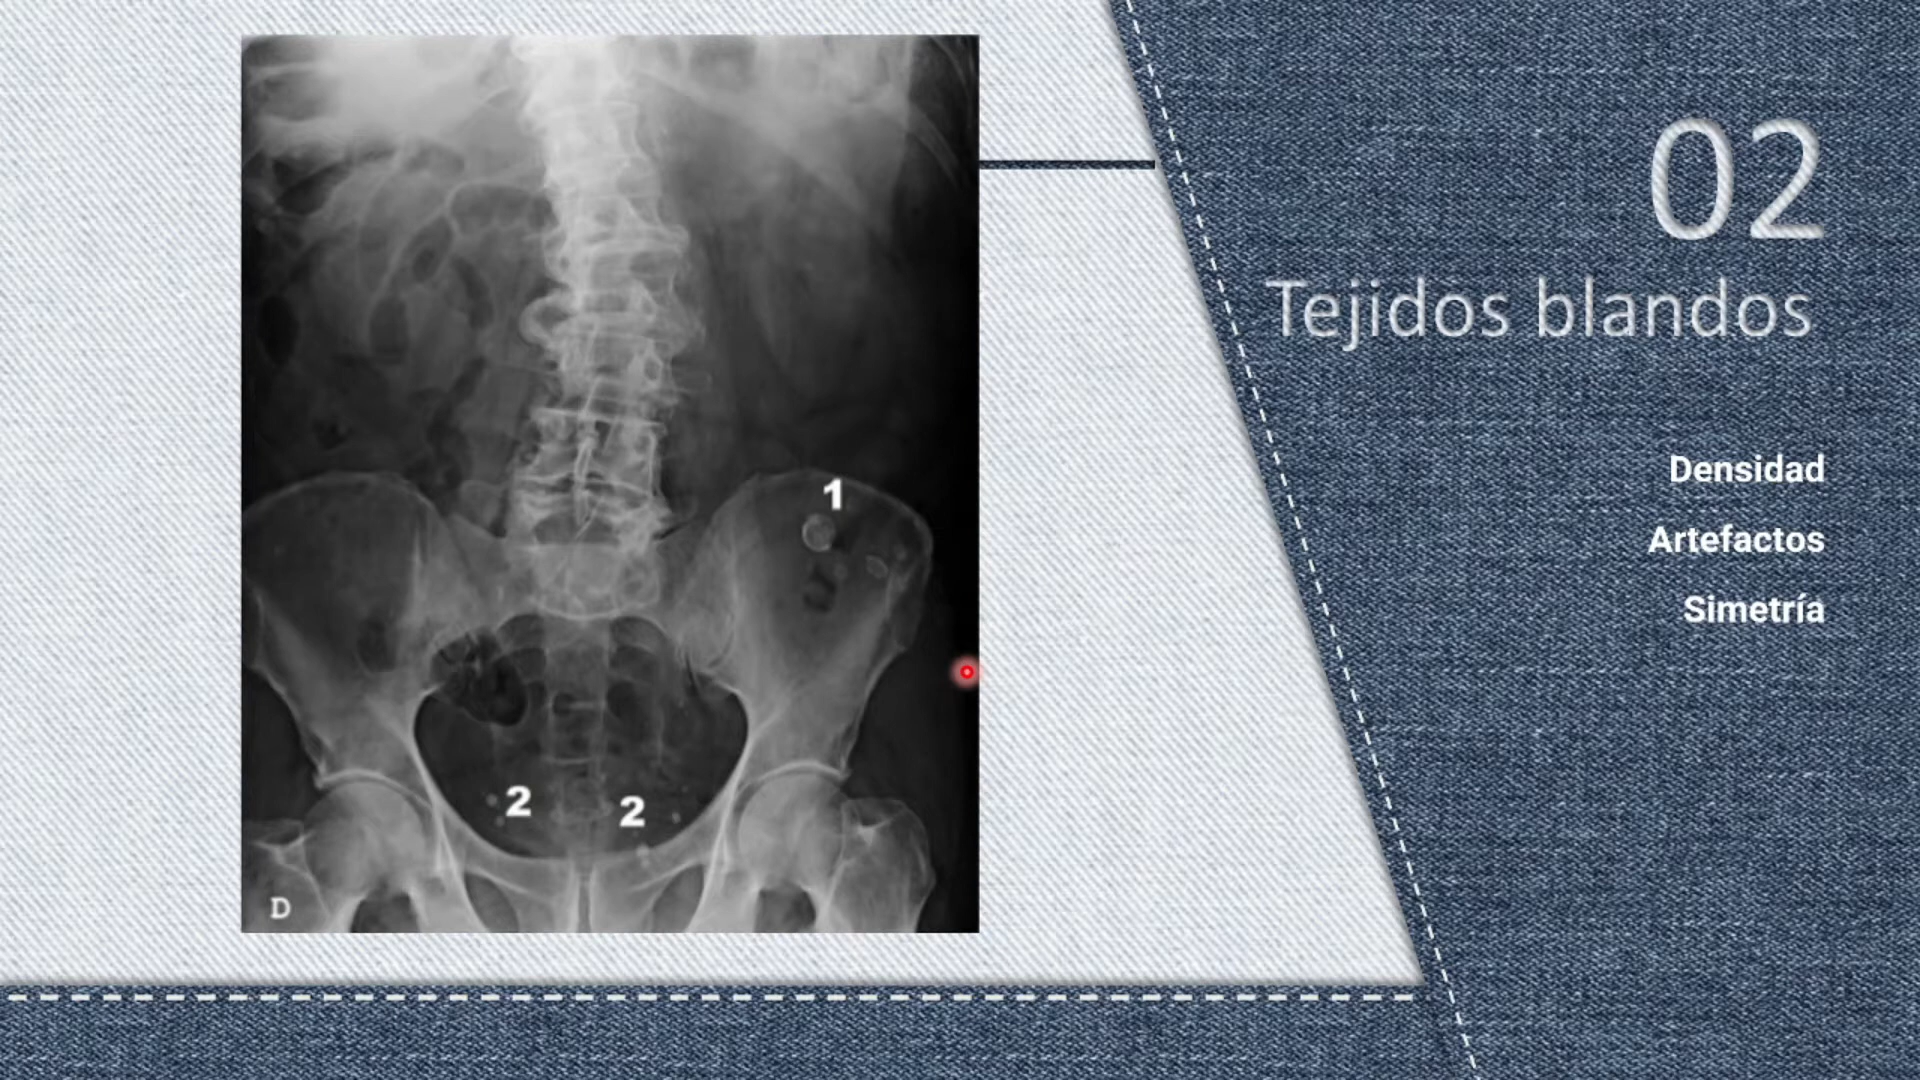 02
Tejidos blandos
Densidad
Artefactos
Simetría
1
2 2
D